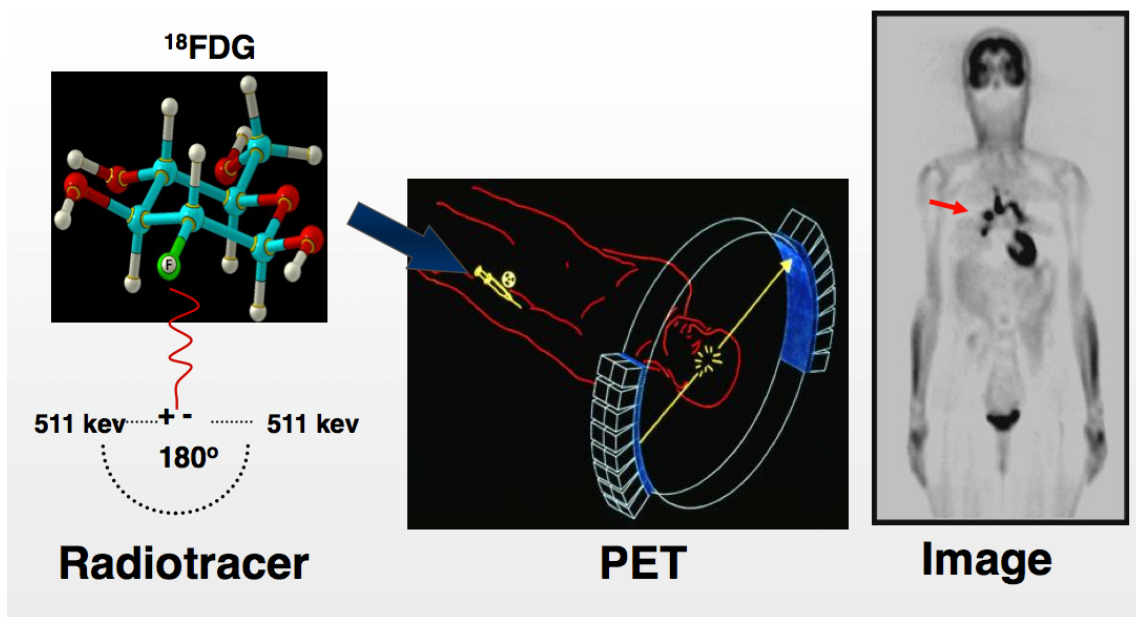 ¹⁸FDG
F
511 kev + - 511 kev
180º
Radiotracer
PET
Image